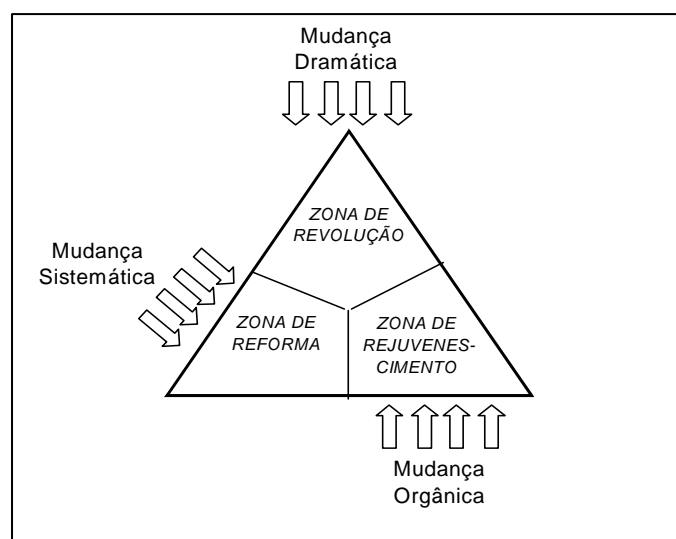 Mudança
Dramática
ZONA DE
REVOLUÇÃO
Mudança
Sistemática
ZONA DE
REFORMA
ZONA DE
REJUVENES-
CIMENTO
Mudança
Orgânica